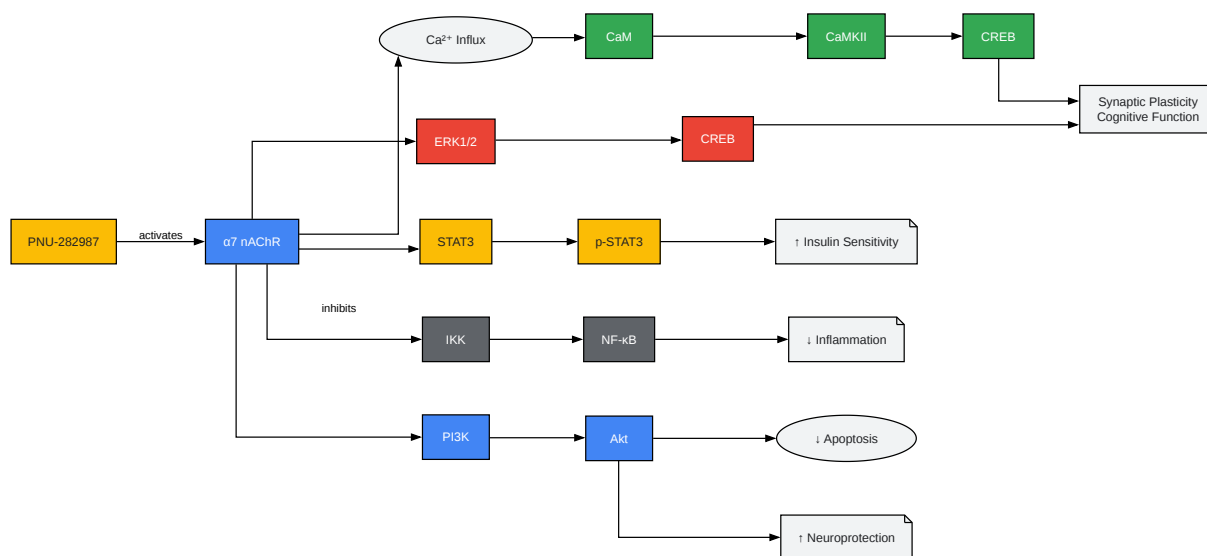 Ca²⁺ Influx
CaM
CaMKII
CREB
Synaptic Plasticity
Cognitive Function
ERK1/2
CREB
PNU-282987
activates
α7 nAChR
STAT3
p-STAT3
↑ Insulin Sensitivity
inhibits
IKK
NF-κB
↓ Inflammation
PI3K
Akt
↓ Apoptosis
↑ Neuroprotection